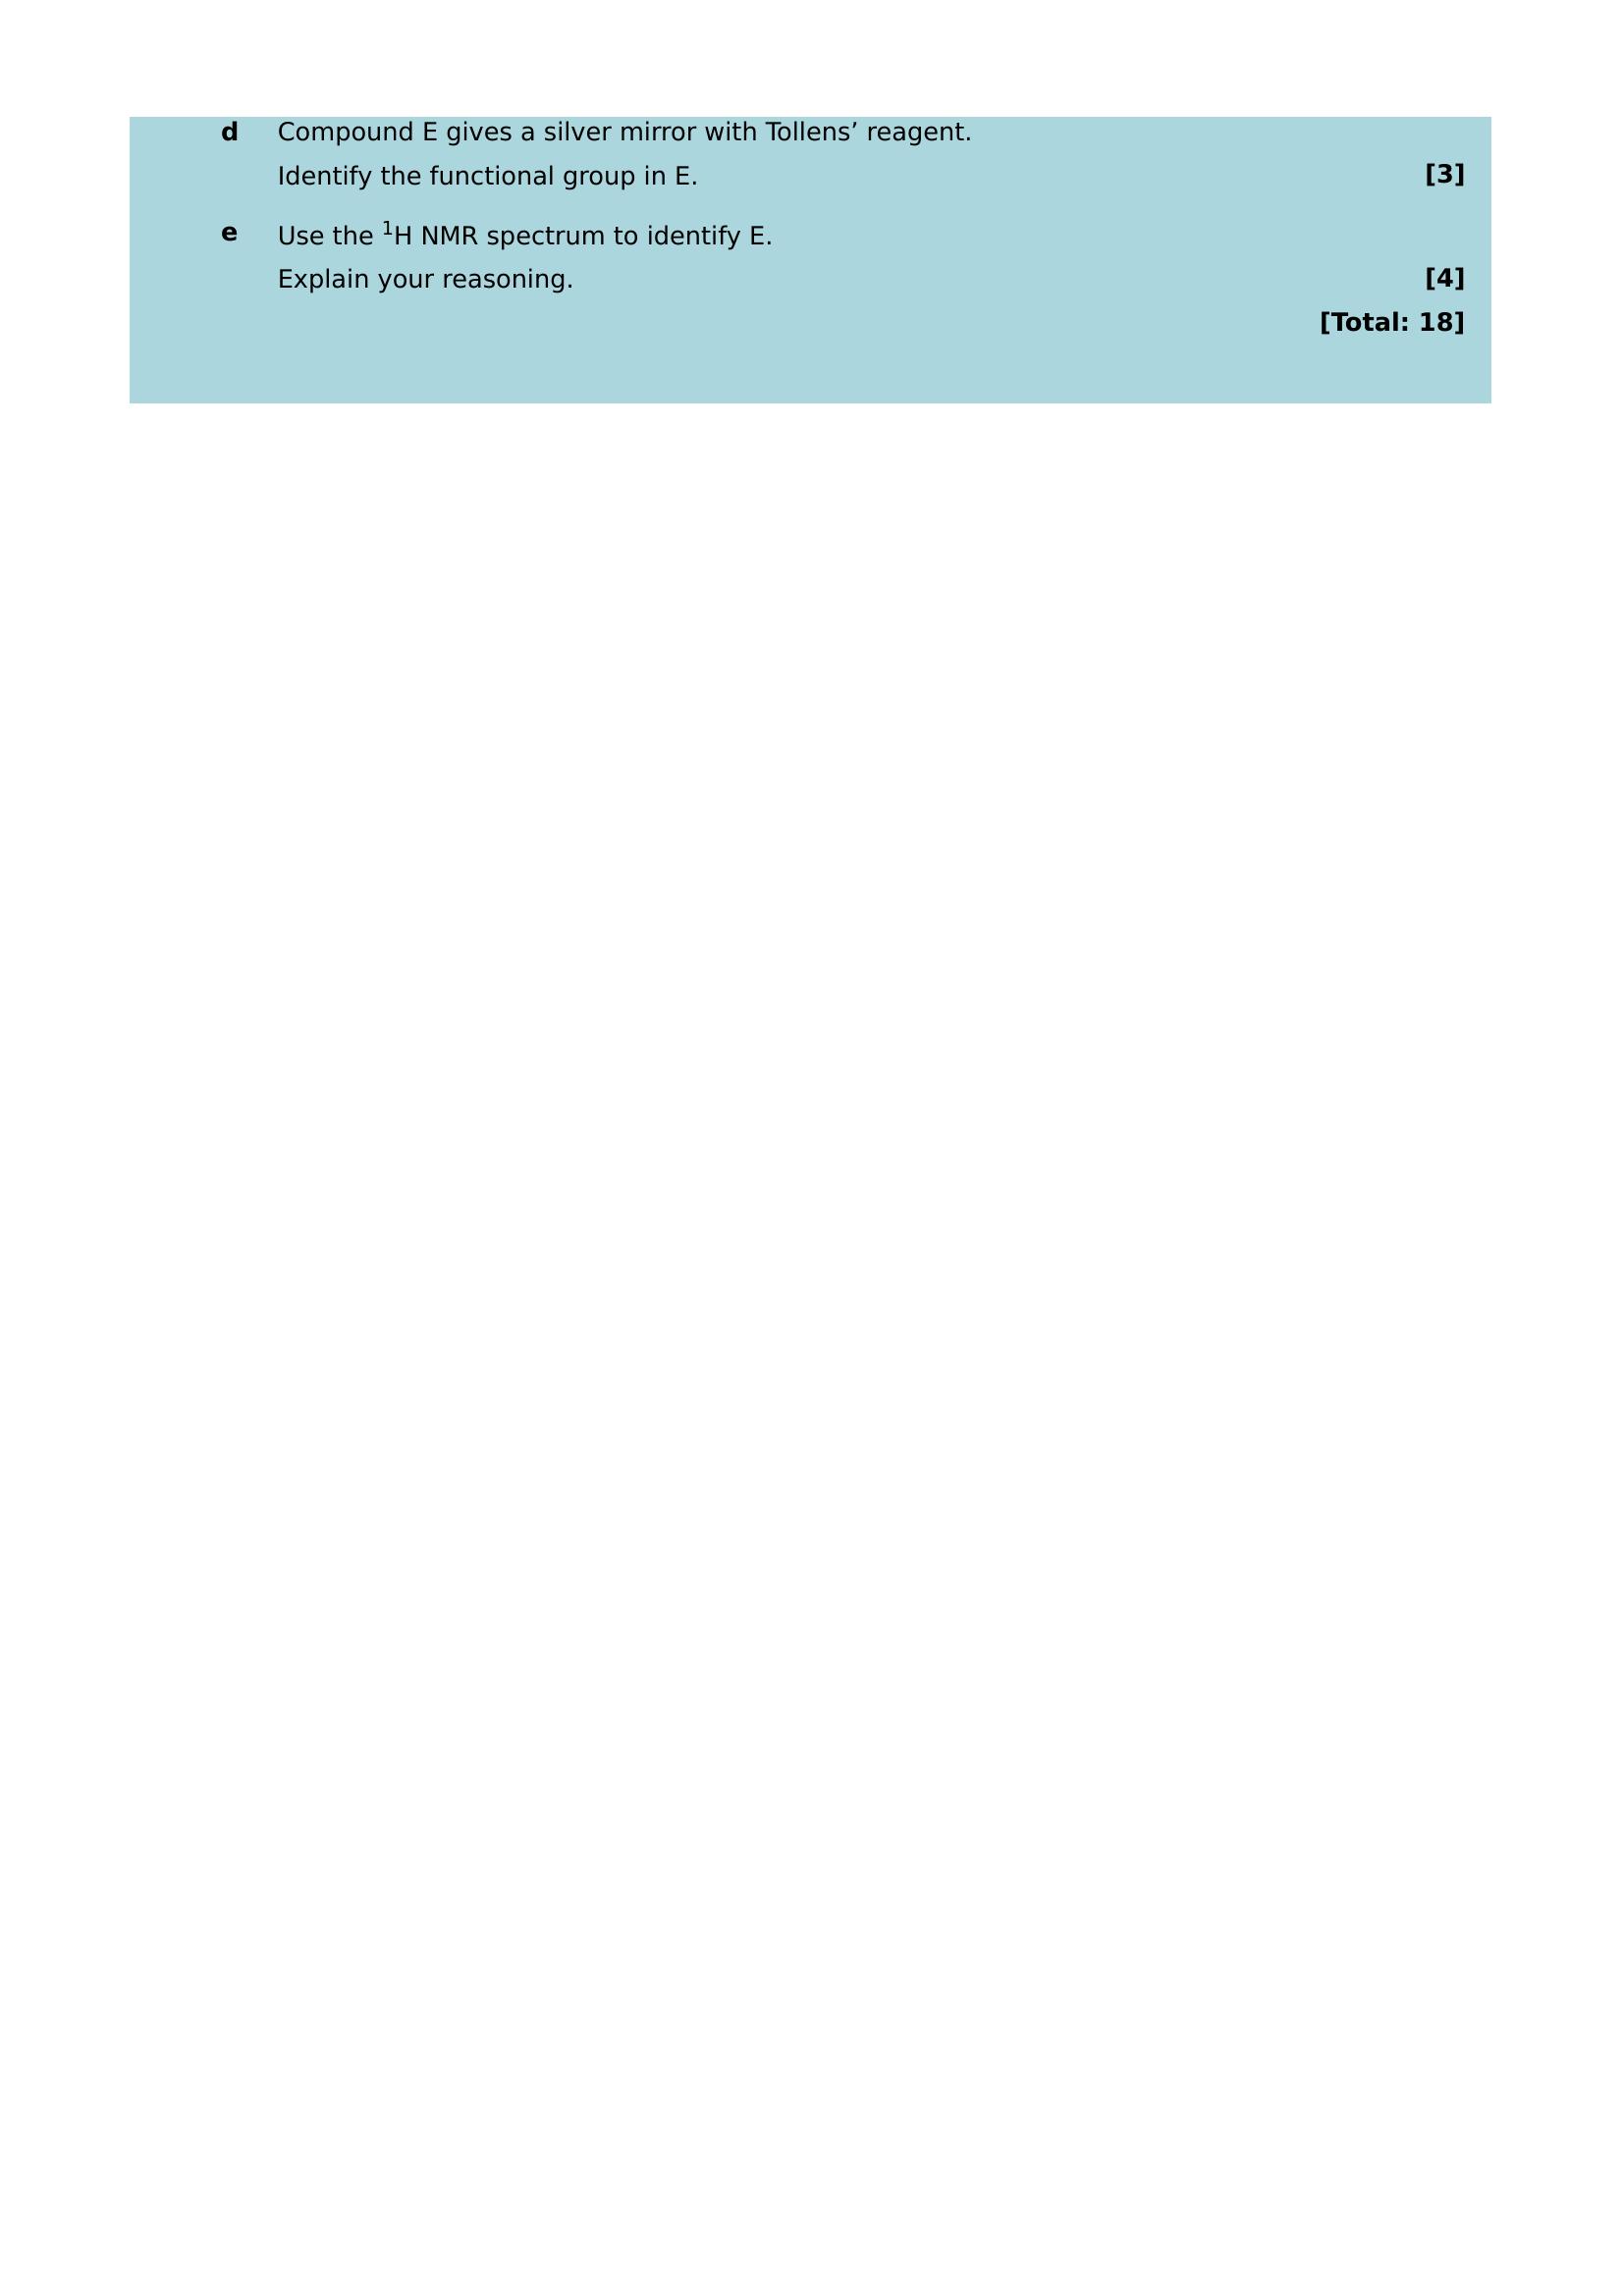 d Compound E gives a silver mirror with Tollens’ reagent.
Identify the functional group in E. [3]
e Use the ¹H NMR spectrum to identify E.
Explain your reasoning. [4]
[Total: 18]